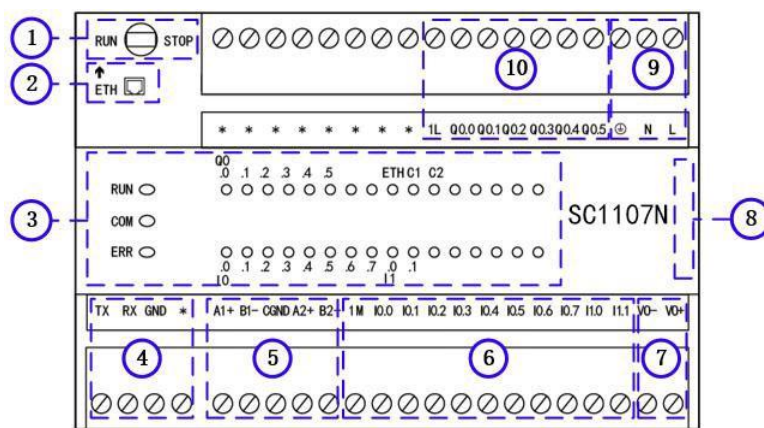 1
RUN STOP
2
ETH
10
9
* * * * * * * * 1L Q0.0 Q0.1 Q0.2 Q0.3 Q0.4 Q0.5 N L
Q0
.0 .1 .2 .3 .4 .5 ETH C1 C2
RUN
3
COM
SC1107N
8
ERR
.0 .1 .2 .3 .4 .5 .6 .7 .0 .1
I0 I1
TX RX GND * A1+ B1- CGND A2+ B2- 1M I0.0 I0.1 I0.2 I0.3 I0.4 I0.5 I0.6 I0.7 I1.0 I1.1 VO- VO+
4
5
6
7